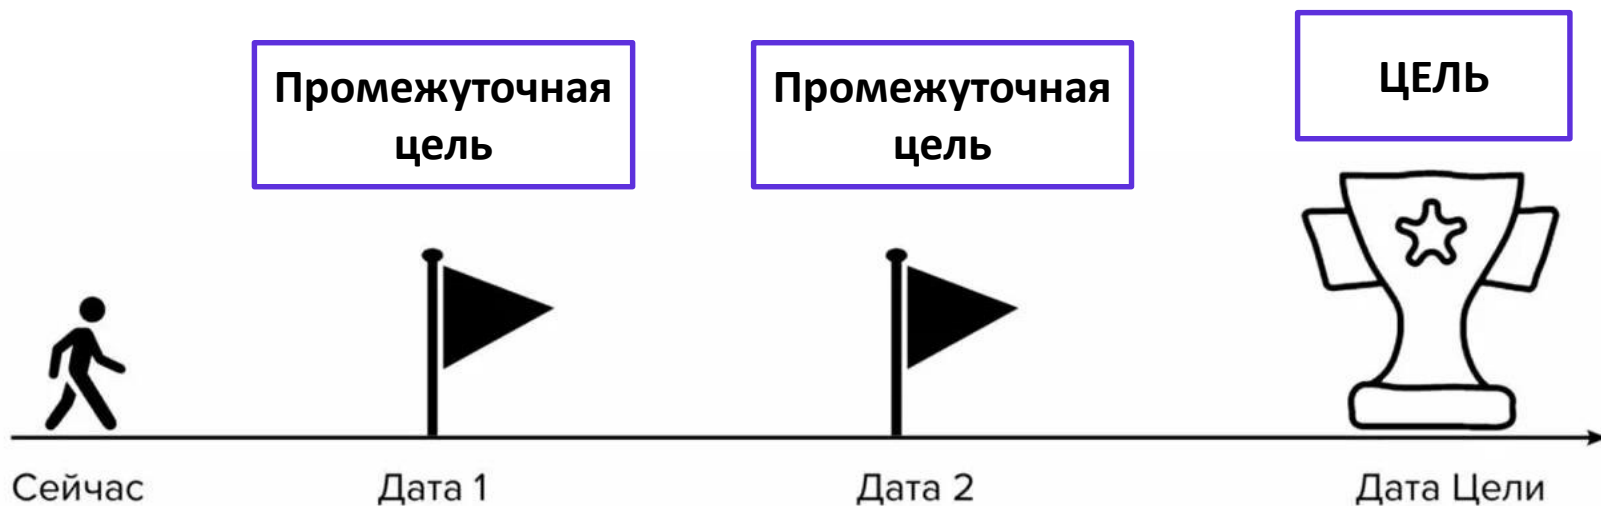 Промежуточная
цель
Промежуточная
цель
ЦЕЛЬ
Сейчас
Дата 1
Дата 2
Дата Цели